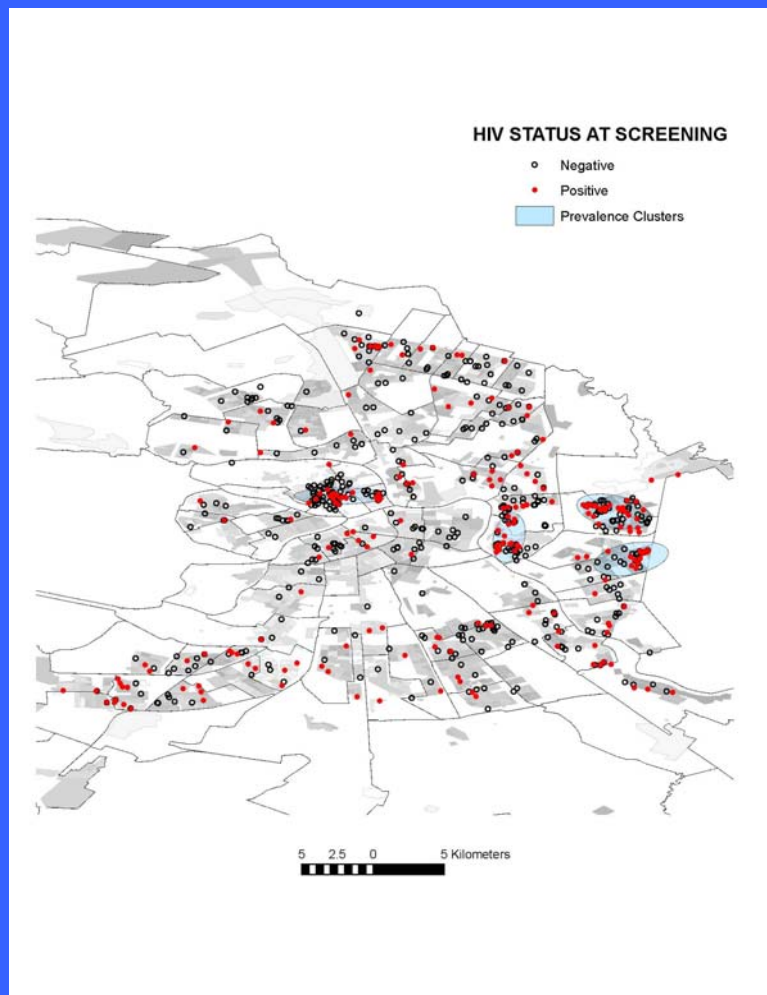 HIV STATUS AT SCREENING
Negative
Positive
Prevalence Clusters
5 2.5 0 5 Kilometers